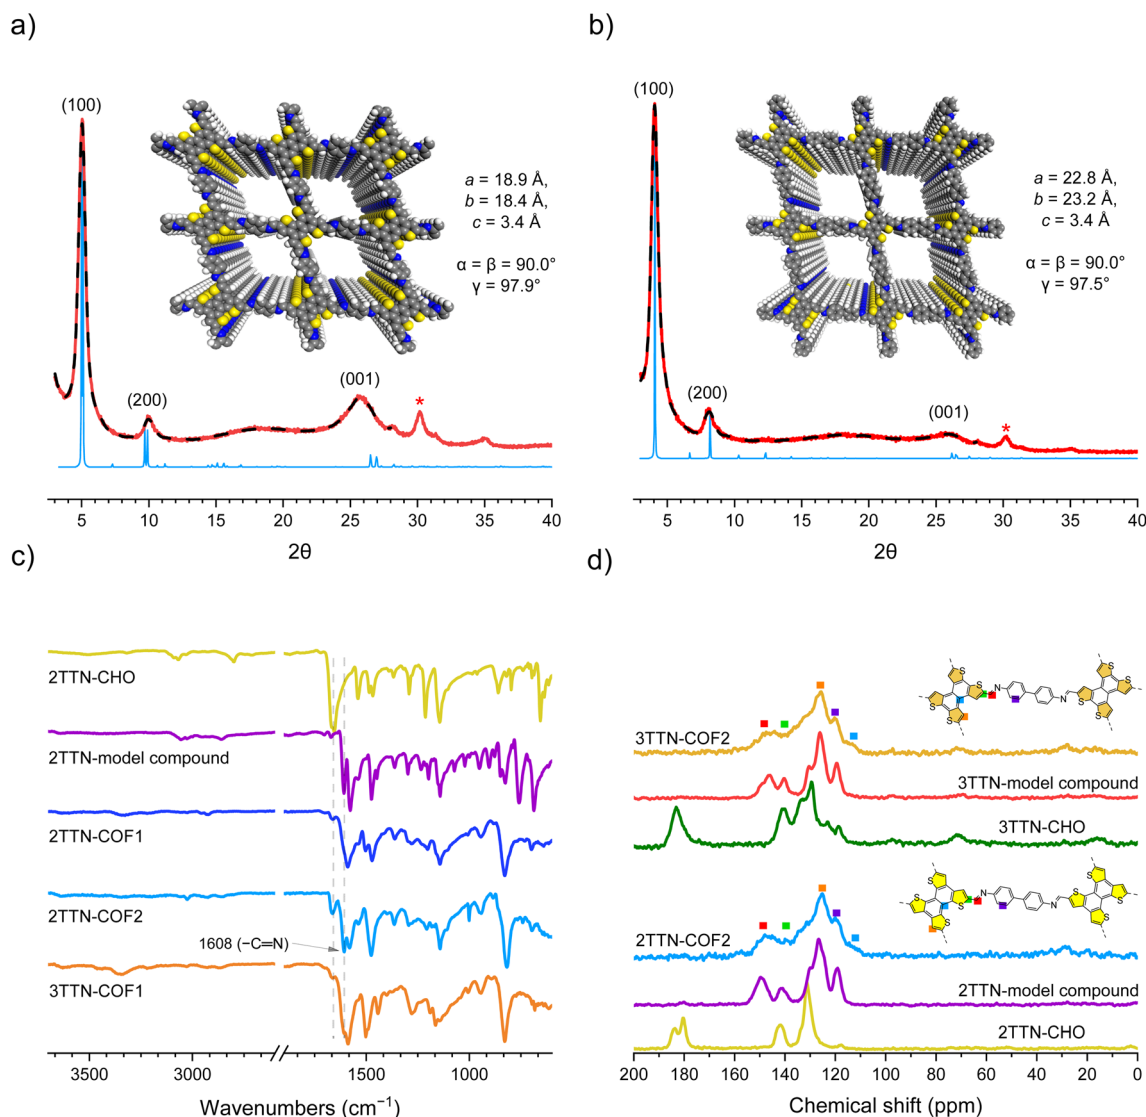 a)
(100)
a = 18.9 Å,
b = 18.4 Å,
c = 3.4 Å
α = β = 90.0°
γ = 97.9°
(200)
(001)
*
5 10 15 20 25 30 35 40
2θ
b)
(100)
a = 22.8 Å
b = 23.2 Å,
c = 3.4 Å
α = β = 90.0°
γ = 97.5°
(200)
(001)
*
5 10 15 20 25 30 35 40
2θ
c)
2TTN-CHO
2TTN-model compound
2TTN-COF1
2TTN-COF2
1608 (−C═N)
3TTN-COF1
3500 3000 1500 1000
Wavenumbers (cm⁻¹)
d)
S S S S N N S S S S
3TTN-COF2
3TTN-model compound
3TTN-CHO
S S S S N N S S S S
2TTN-COF2
2TTN-model compound
2TTN-CHO
200 180 160 140 120 100 80 60 40 20 0
Chemical shift (ppm)